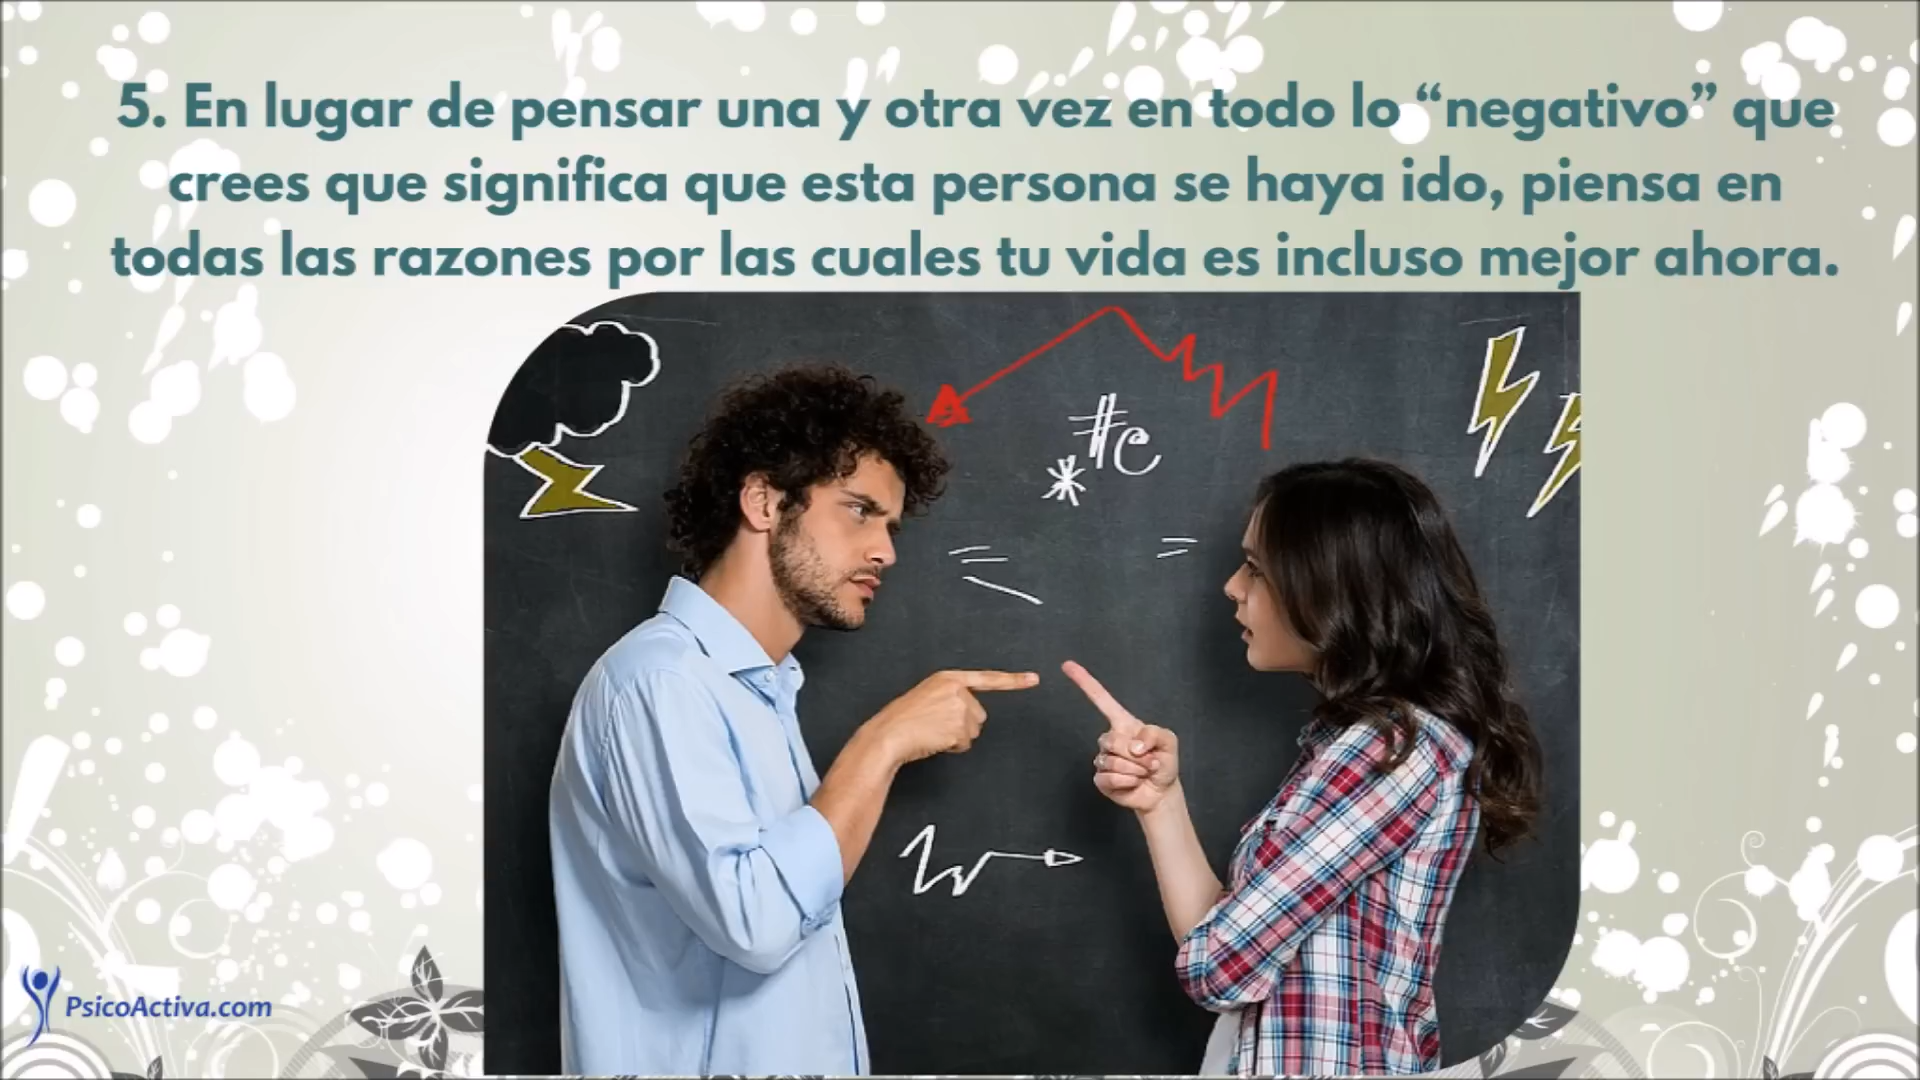 5. En lugar de pensar una y otra vez en todo lo “negativo” que
crees que significa que esta persona se haya ido, piensa en
todas las razones por las cuales tu vida es incluso mejor ahora.
#e
*
PsicoActiva.com